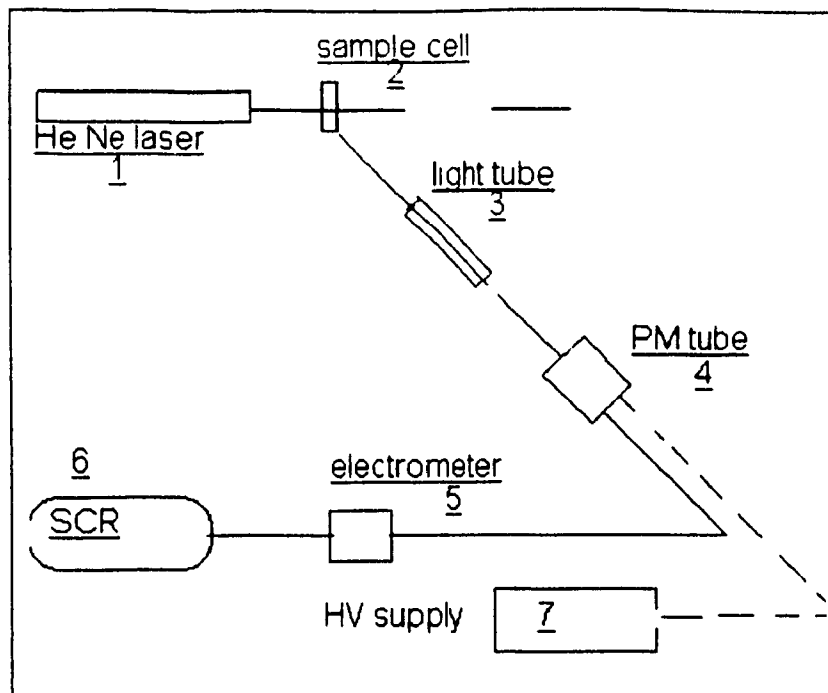 sample cell
2
He Ne laser
1
light tube
3
PM tube
4
6
electrometer
5
SCR
HV supply
7